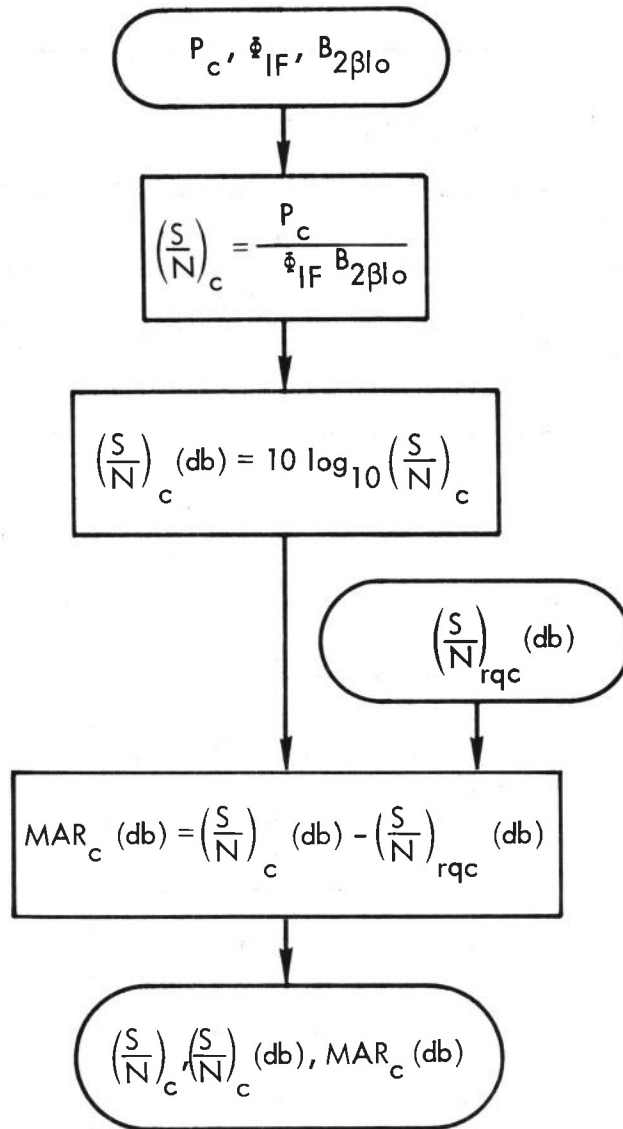 P_c, Φ_IF, B_2βlo
(S/N)_c = P_c / Φ_IF B_2βlo
(S/N)_c (db) = 10 log_10 (S/N)_c
(S/N)_rqc (db)
MAR_c (db) = (S/N)_c (db) – (S/N)_rqc (db)
(S/N)_c, (S/N)_c (db), MAR_c (db)